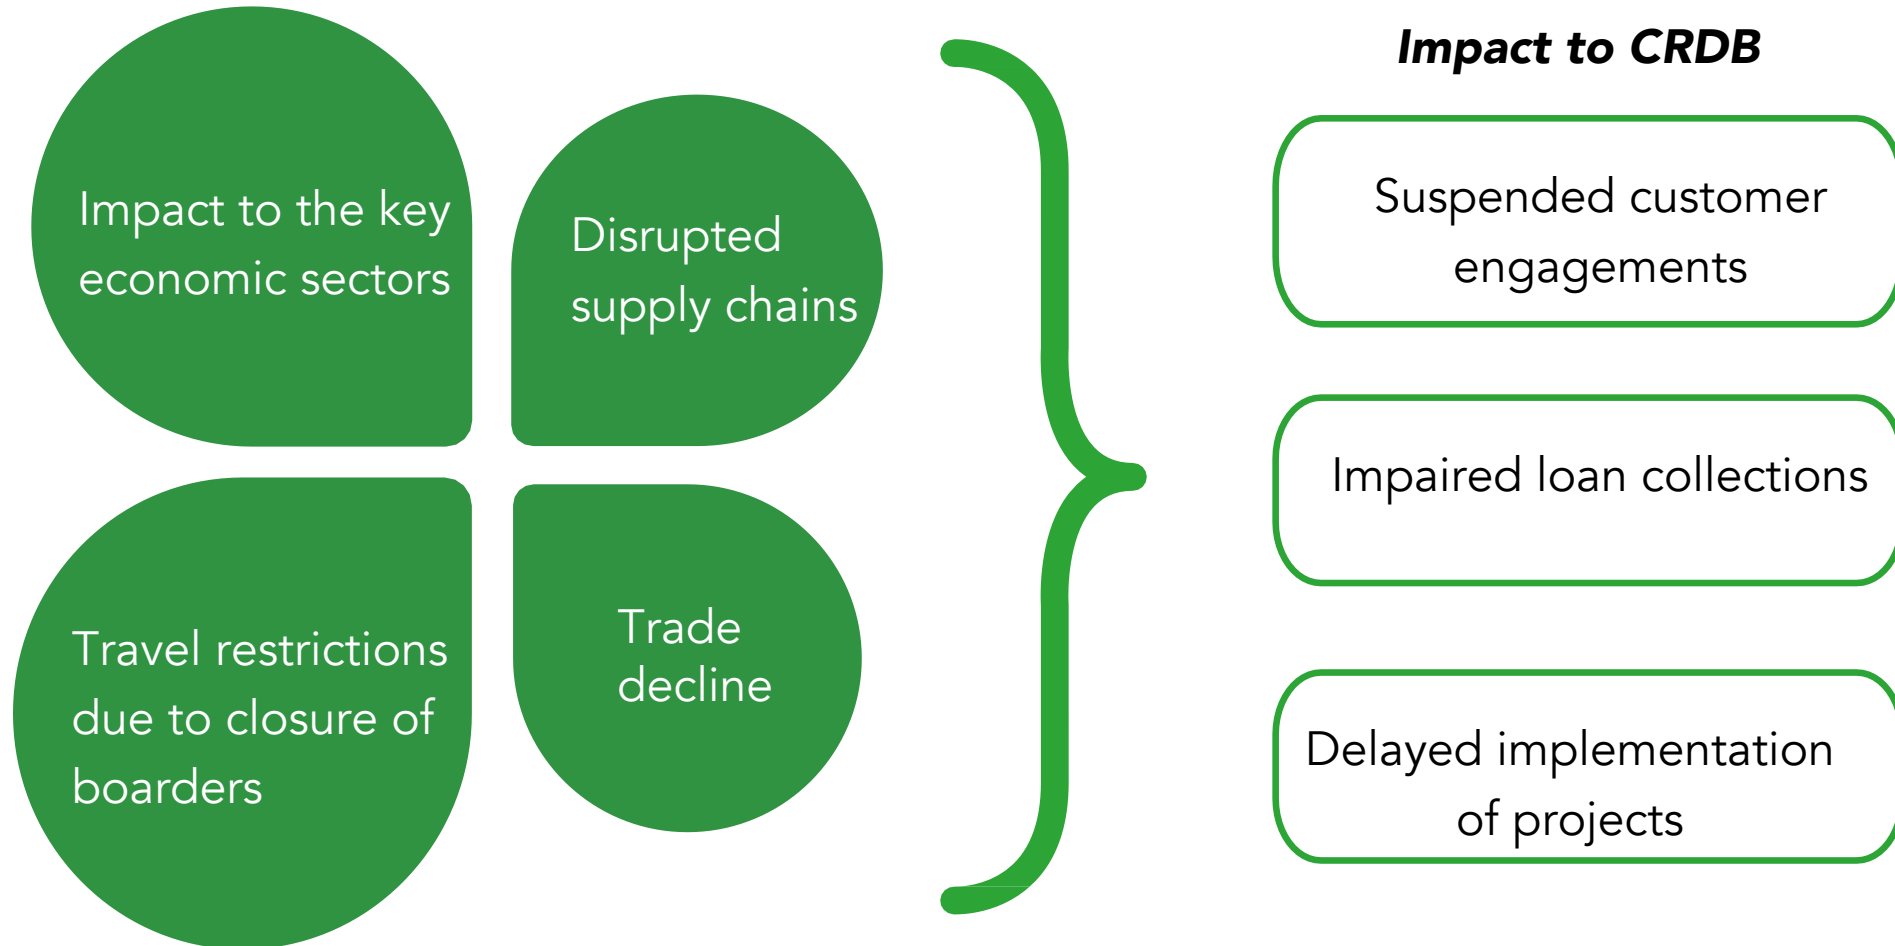 Impact to the key
economic sectors
Disrupted
supply chains
Travel restrictions
due to closure of
boarders
Trade
decline
Impact to CRDB
Suspended customer
engagements
Impaired loan collections
Delayed implementation
of projects